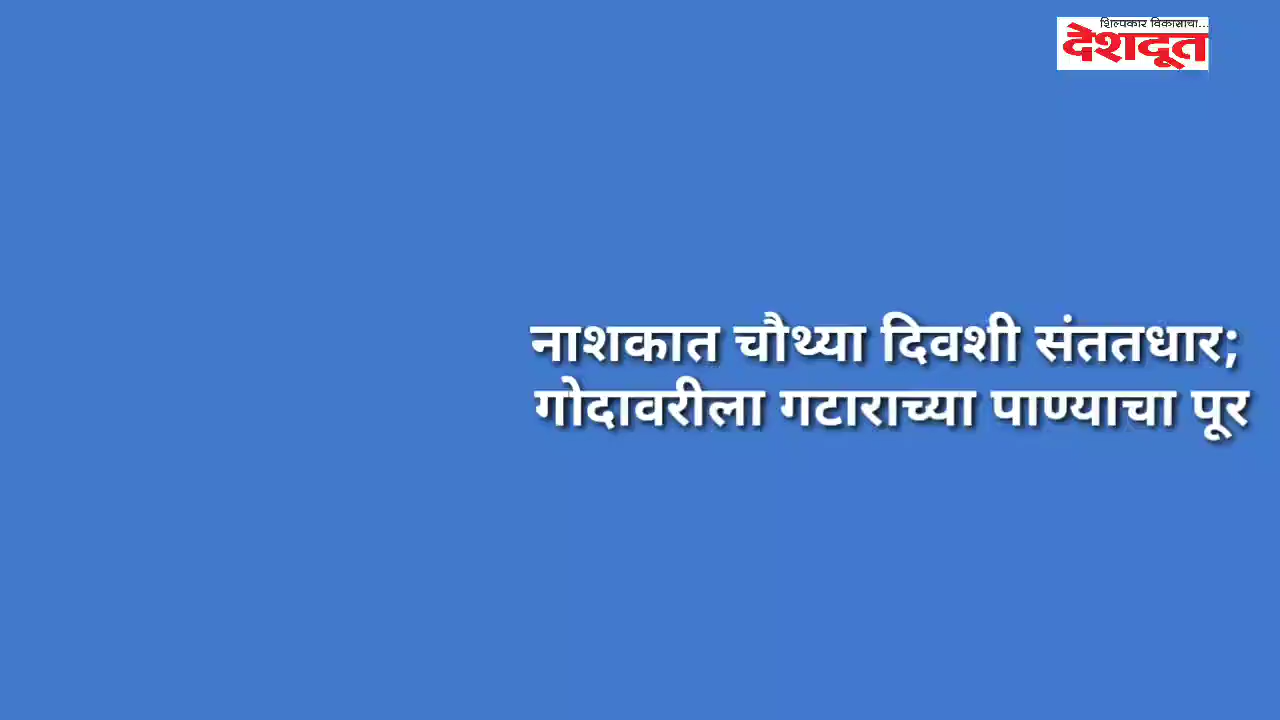 शिल्पकार विकासाचा...
देशदूत
नाशकात चौथ्या दिवशी संततधार;
गोदावरीला गटाराच्या पाण्याचा पूर